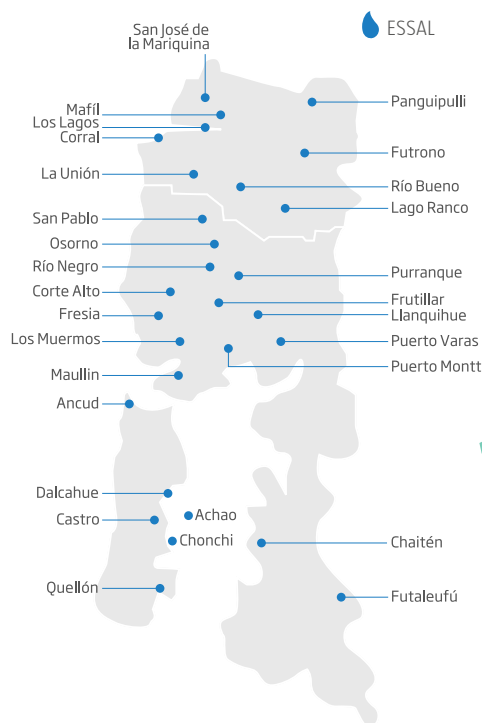 San José de
la Mariquina
ESSAL
Mafíl
Los Lagos
Corral
La Unión
San Pablo
Osorno
Río Negro
Corte Alto
Fresia
Los Muermos
Maullin
Ancud
Dalcahue
Castro
Quellón
Achao
Chonchi
Panguipulli
Futrono
Río Bueno
Lago Ranco
Purranque
Frutillar
Llanquihue
Puerto Varas
Puerto Montt
Chaitén
Futaleufú